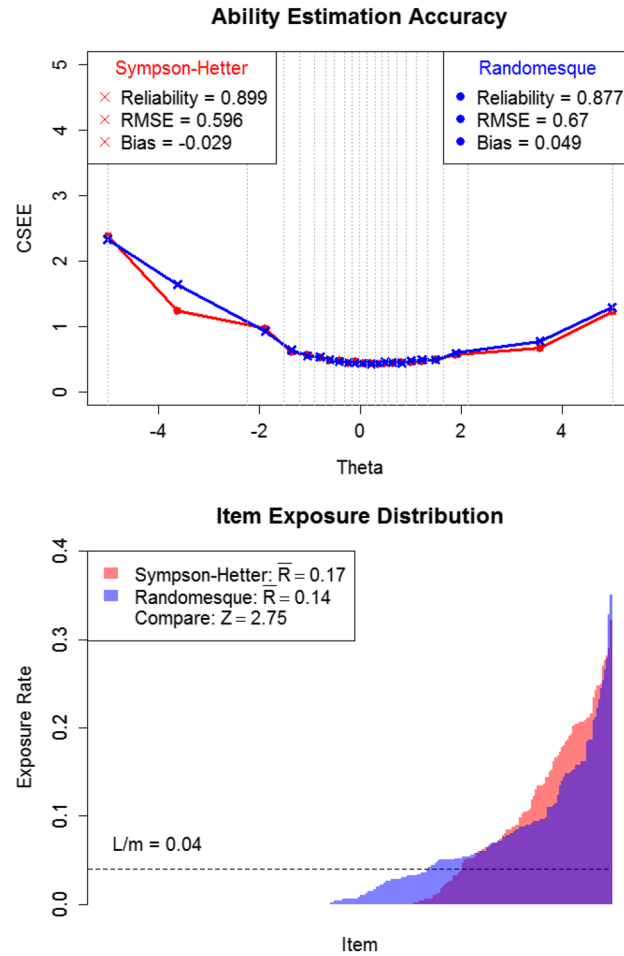 Ability Estimation Accuracy
Sympson-Hetter
Reliability = 0.899
RMSE = 0.596
Bias = -0.029
Randomesque
Reliability = 0.877
RMSE = 0.67
Bias = 0.049
CSEE
5
4
3
2
1
0
-4 -2 0 2 4
Theta
Item Exposure Distribution
Sympson-Hetter: R̅ = 0.17
Randomesque: R̅ = 0.14
Compare: Z = 2.75
Exposure Rate
0.4
0.3
0.2
0.1
0.0
L/m = 0.04
Item